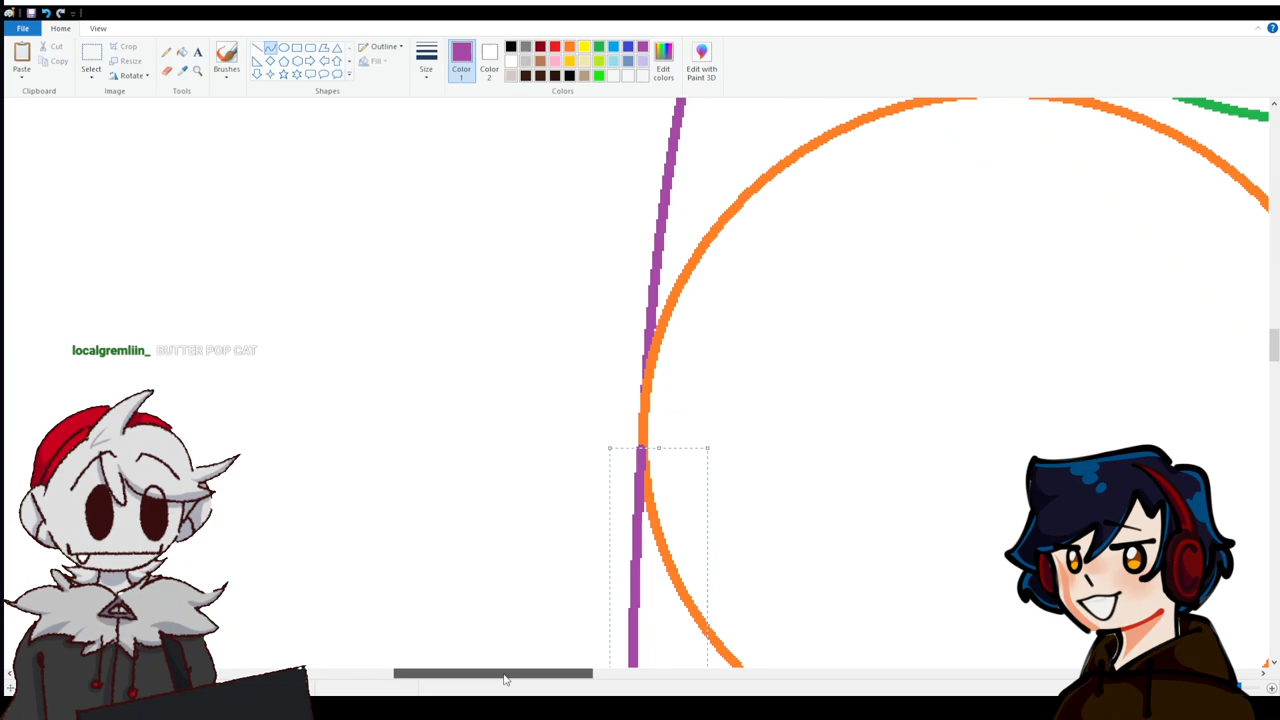 File Home View
Paste Cut Copy Clipboard
Select Crop Resize Rotate Image
A Tools
Brushes
Outline Fill Shapes
Size
Color 1
Color 2
Edit colors
Colors
Edit with Paint 3D
localgremliin_ BUTTER POP CAT